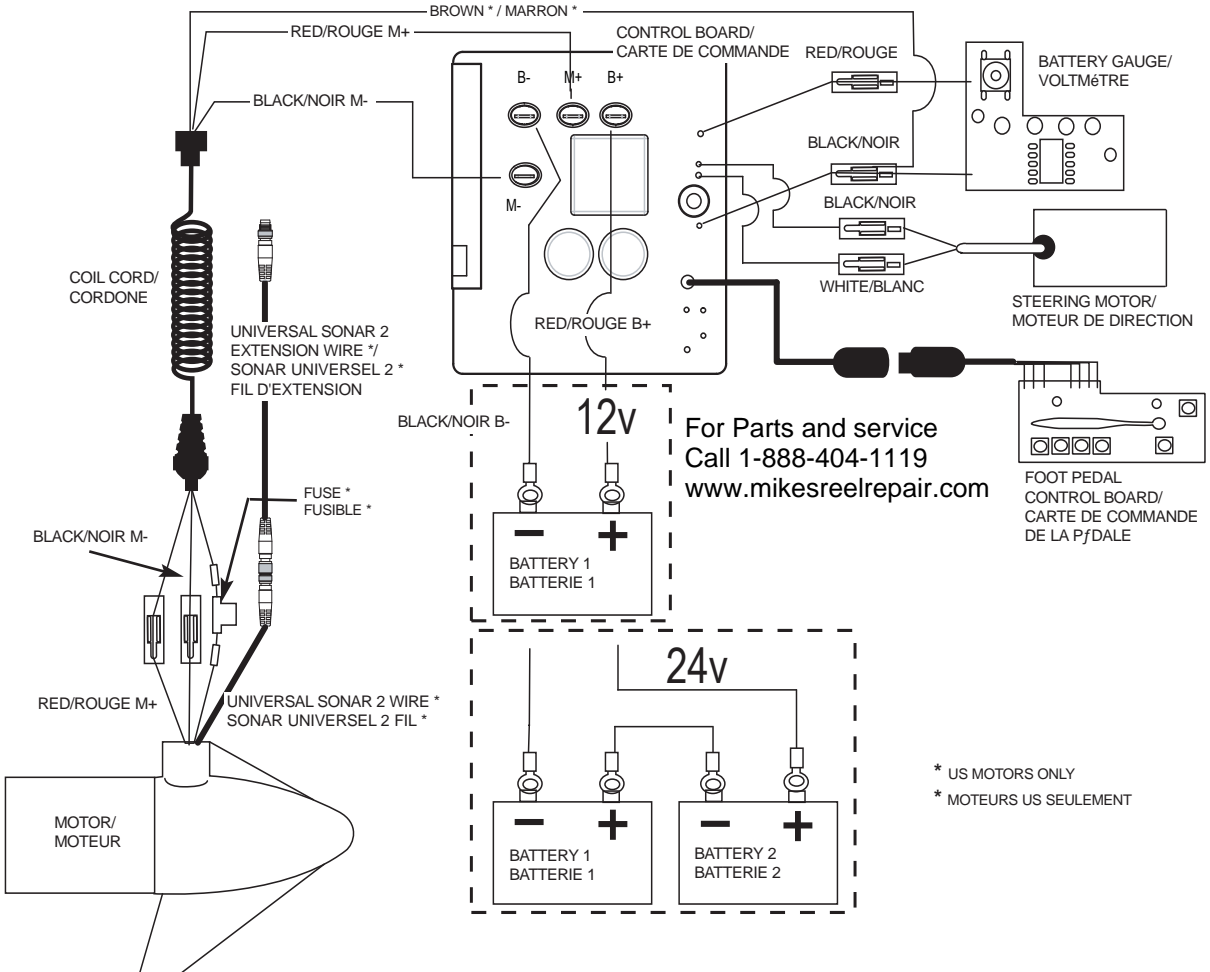 BROWN * / MARRON *
RED/ROUGE M+
BLACK/NOIR M-
CONTROL BOARD/
CARTE DE COMMANDE
B-
M+
B+
M-
RED/ROUGE
BATTERY GAUGE/
VOLTMéTRE
BLACK/NOIR
BLACK/NOIR
WHITE/BLANC
STEERING MOTOR/
MOTEUR DE DIRECTION
COIL CORD/
CORDONE
UNIVERSAL SONAR 2
EXTENSION WIRE */
SONAR UNIVERSEL 2 *
FIL D'EXTENSION
RED/ROUGE B+
BLACK/NOIR B-
12v
For Parts and service
Call 1-888-404-1119
www.mikesreelrepair.com
FOOT PEDAL
CONTROL BOARD/
CARTE DE COMMANDE
DE LA PƒDALE
FUSE *
FUSIBLE *
BLACK/NOIR M-
− +
BATTERY 1
BATTERIE 1
24v
RED/ROUGE M+
UNIVERSAL SONAR 2 WIRE *
SONAR UNIVERSEL 2 FIL *
− +
BATTERY 1
BATTERIE 1
− +
BATTERY 2
BATTERIE 2
MOTOR/
MOTEUR
* US MOTORS ONLY
* MOTEURS US SEULEMENT